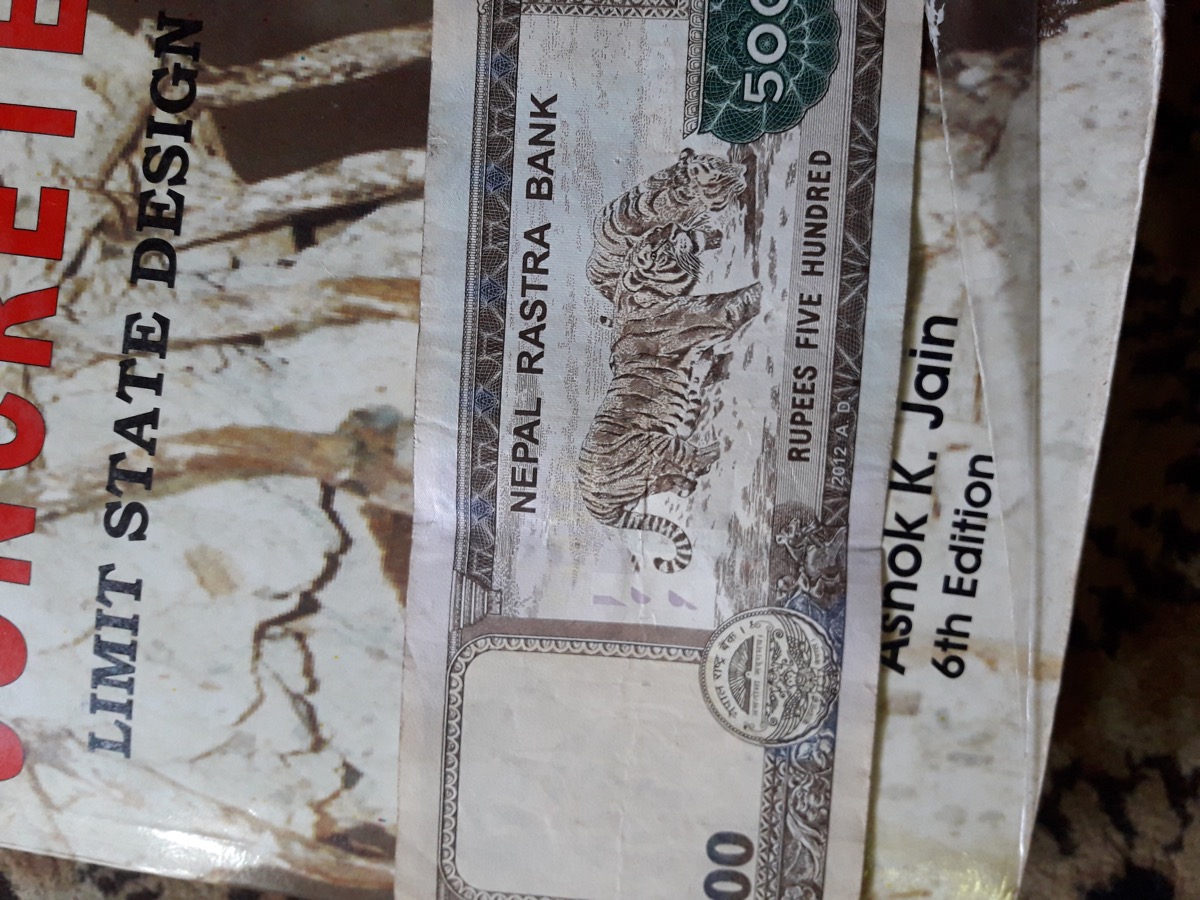 CONCRETE
LIMIT STATE DESIGN
NEPAL RASTRA BANK
00
नेपाल राष्ट्र बैंक
500
RUPEES FIVE HUNDRED
2012 A.D.
Ashok K. Jain
6th Edition